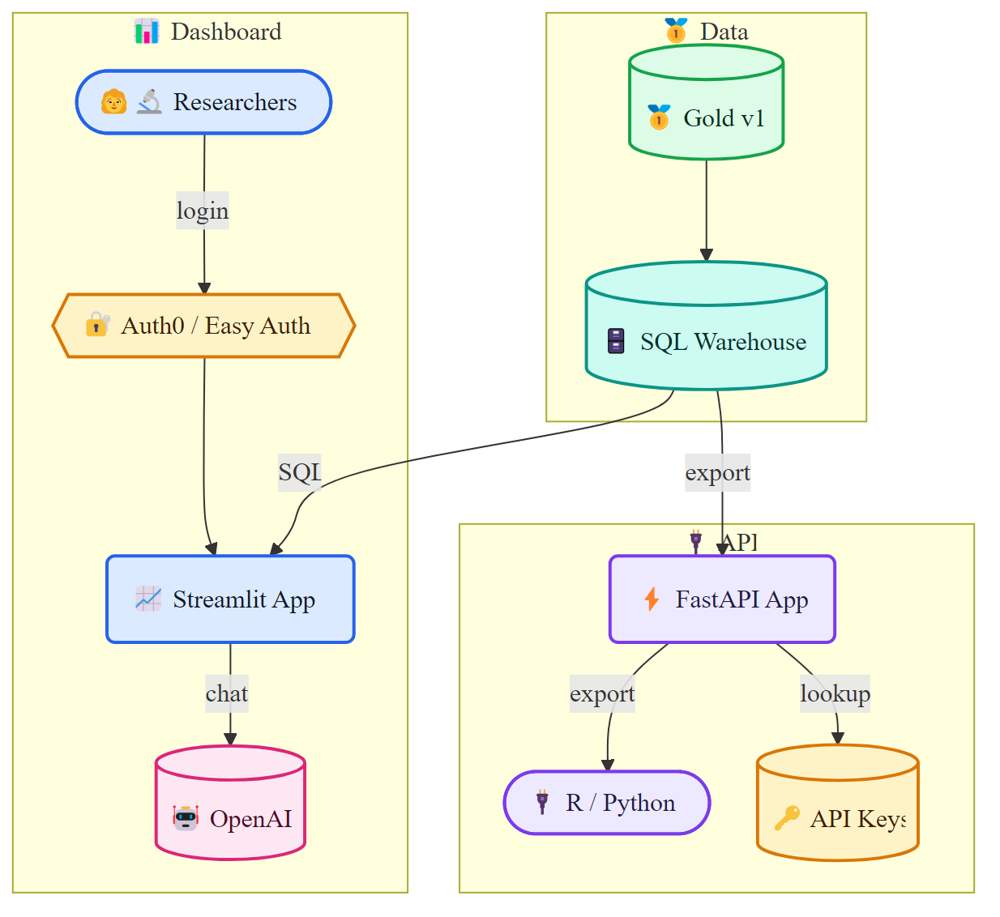 📊 Dashboard
👩‍🔬 Researchers
login
🔐 Auth0 / Easy Auth
SQL
📈 Streamlit App
chat
🤖 OpenAI
🥇 Data
🥇 Gold v1
🗄️ SQL Warehouse
export
🔌 API
⚡ FastAPI App
export
lookup
🔌 R / Python
🔑 API Keys